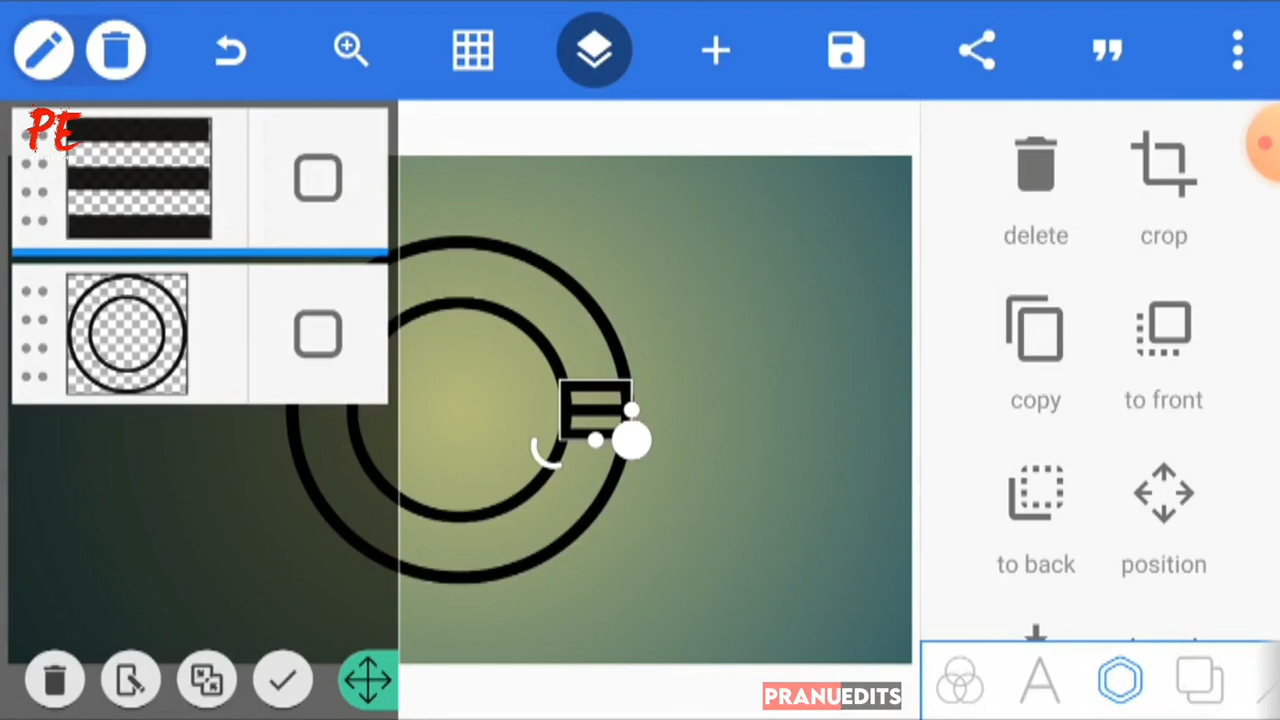 PE
delete
crop
copy
to front
to back
position
PRANUEDITS